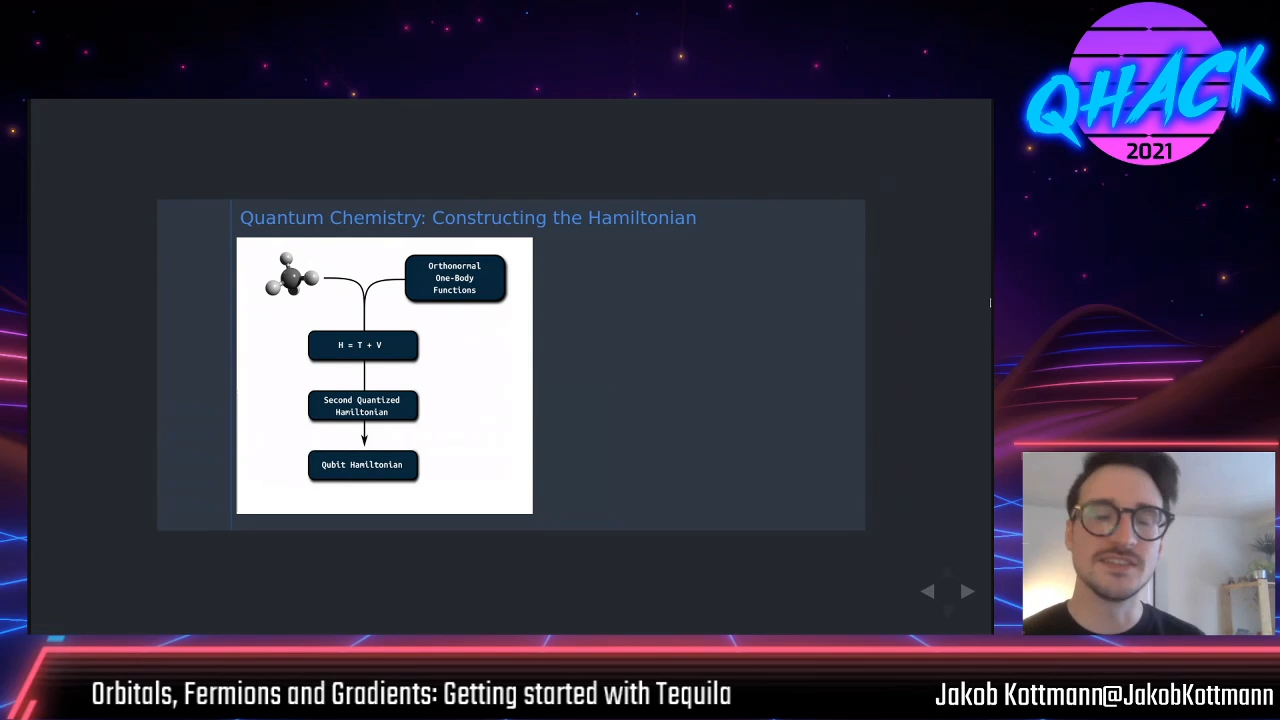 QHACK
2021
Quantum Chemistry: Constructing the Hamiltonian
Orthonormal
One-Body
Functions
H = T + V
Second Quantized
Hamiltonian
Qubit Hamiltonian
Orbitals, Fermions and Gradients: Getting started with Tequila
Jakob Kottmann@JakobKottmann